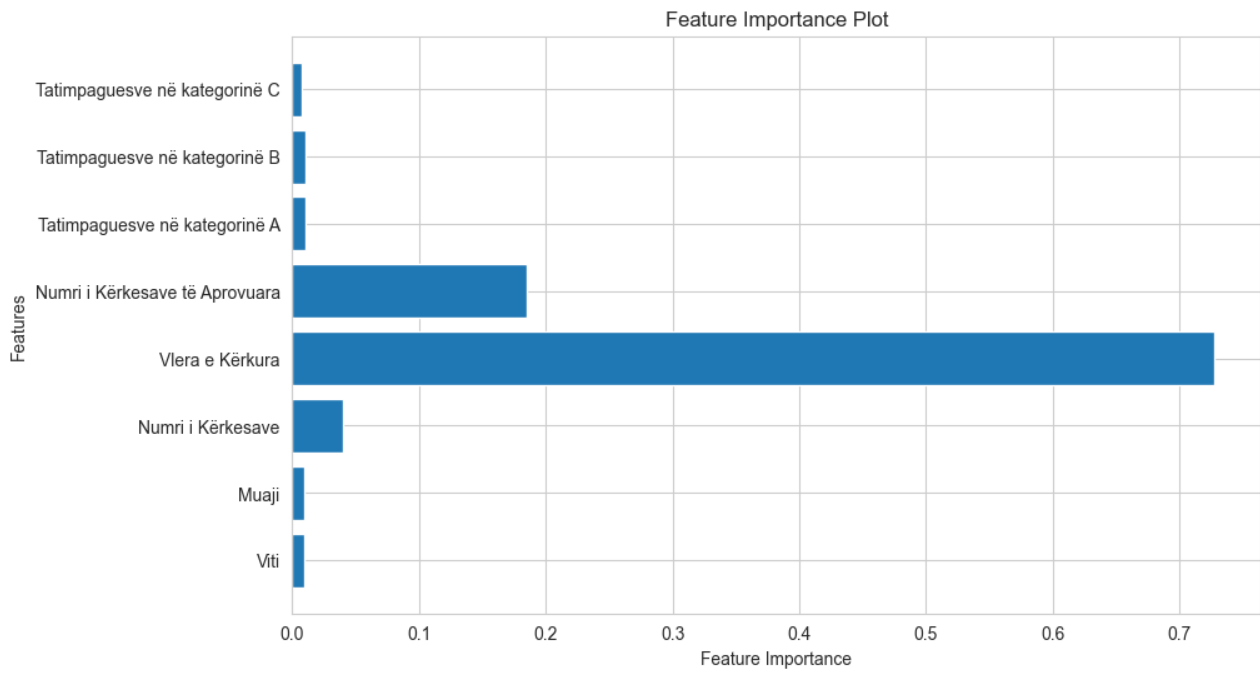 Feature Importance Plot
Tatimpaguesve në kategorinë C
Tatimpaguesve në kategorinë B
Tatimpaguesve në kategorinë A
Numri i Kërkesave të Aprovuara
Vlera e Kërkura
Numri i Kërkesave
Muaji
Viti
Features
0.0 0.1 0.2 0.3 0.4 0.5 0.6 0.7
Feature Importance